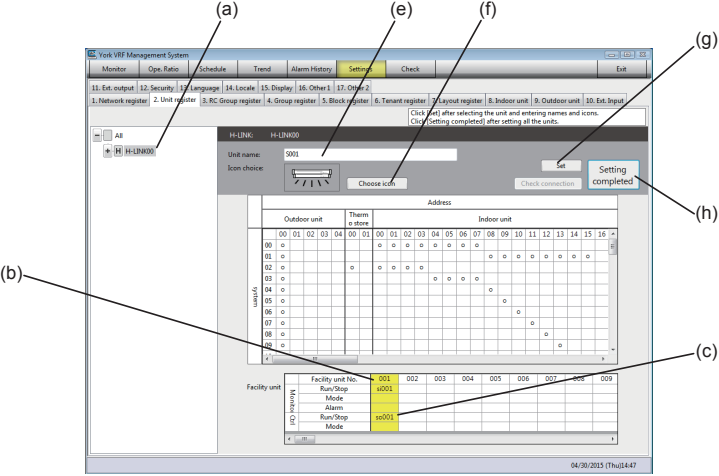 (a) (e) (f)
(g)
York VRF Management System
Monitor Ope. Ratio Schedule Trend Alarm History Settings Check Exit
11. Ext. output 12. Security 13. Language 14. Locale 15. Display 16. Other1 17. Other 2
1. Network register 2. Unit register 3. RC Group register 4. Group register 5. Block register 6. Tenant register 7. Layout register 8. Indoor unit 9. Outdoor unit 10. Ext. Input
Click [Set] after selecting the unit and entering names and icons.
Click [Setting completed] after setting all the units.
All
H H-LINK00
H-LINK: H-LINK00
Unit name: S001
Icon choice:
Choose icon
Set
Check connection
Setting
completed
(h)
Address
Outdoor unit Therm
o store Indoor unit
00 01 02 03 04 00 01 00 01 02 03 04 05 06 07 08 09 10 11 12 13 14 15 16
system
00
01
02
03
04
05
06
07
08
09
(b)
(c)
Facility unit
Facility unit No. 001 002 003 004 005 006 007 008 009
Monitor
Run/Stop si001
Mode
Alarm
Ctrl
Run/Stop so001
Mode
04/30/2015 (Thu)14:47